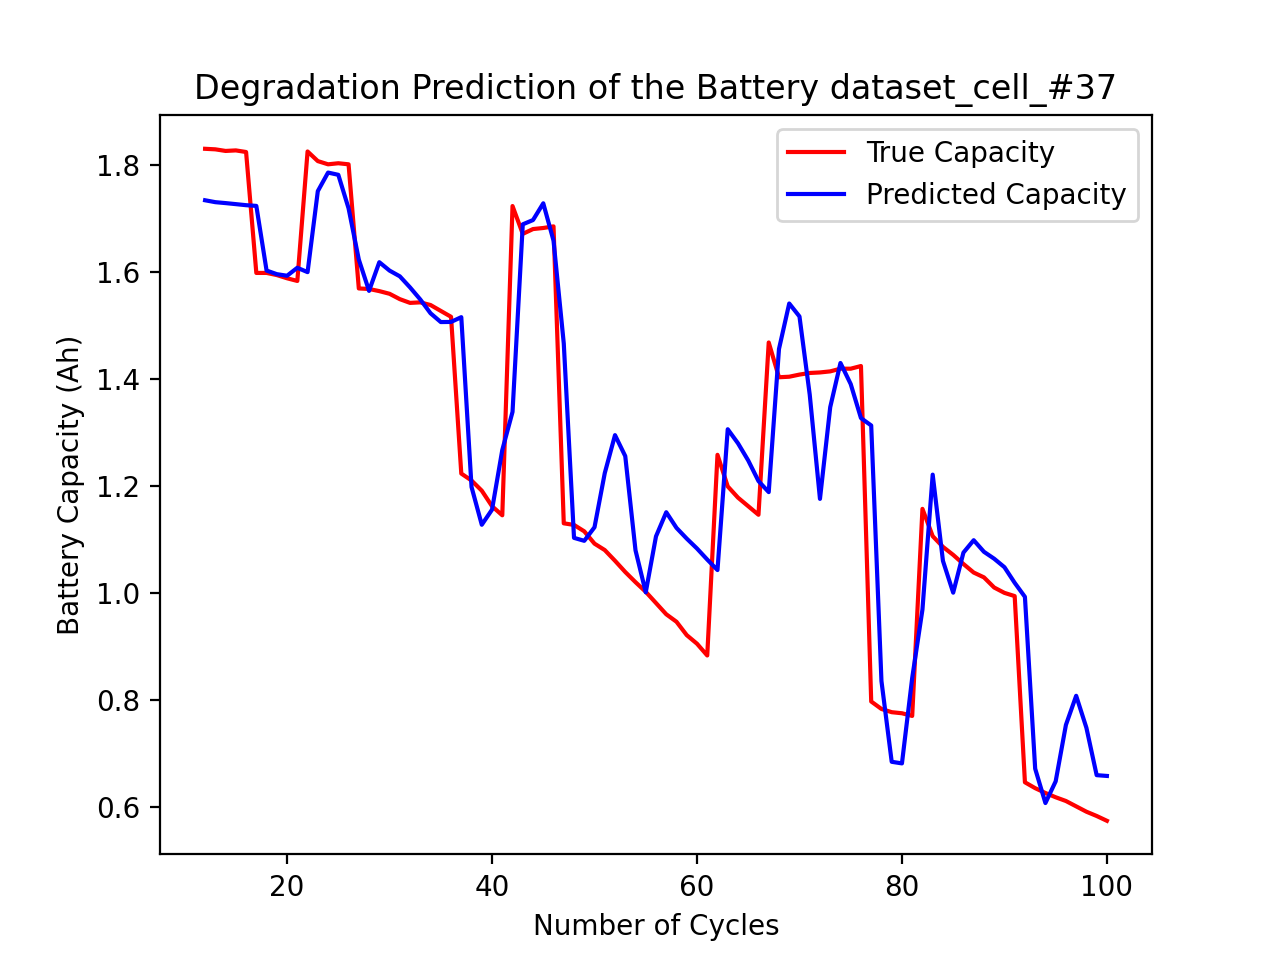 Degradation Prediction of the Battery dataset_cell_#37
True Capacity
Predicted Capacity
Battery Capacity (Ah)
1.8
1.6
1.4
1.2
1.0
0.8
0.6
20 40 60 80 100
Number of Cycles